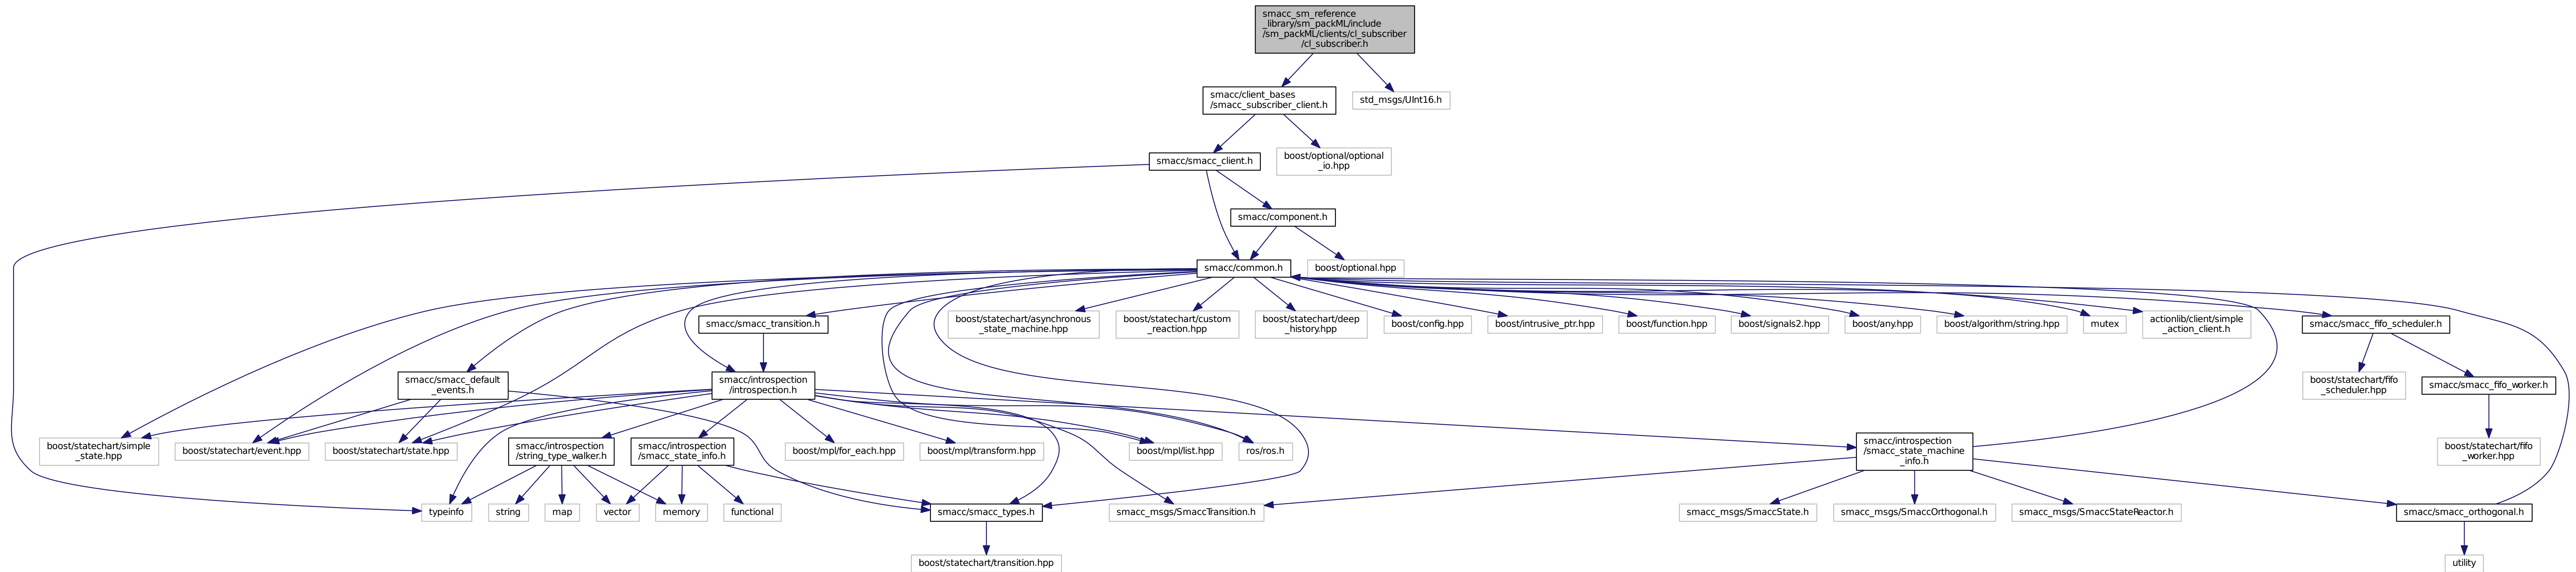 smacc_sm_reference
_library/sm_packML/include
/sm_packML/clients/cl_subscriber
/cl_subscriber.h
smacc/client_bases
/smacc_subscriber_client.h
std_msgs/UInt16.h
smacc/smacc_client.h
boost/optional/optional
_io.hpp
smacc/component.h
smacc/common.h
boost/optional.hpp
smacc/smacc_transition.h
boost/statechart/asynchronous
_state_machine.hpp
boost/statechart/custom
_reaction.hpp
boost/statechart/deep
_history.hpp
boost/config.hpp
boost/intrusive_ptr.hpp
boost/function.hpp
boost/signals2.hpp
boost/any.hpp
boost/algorithm/string.hpp
mutex
actionlib/client/simple
_action_client.h
smacc/smacc_fifo_scheduler.h
smacc/smacc_default
_events.h
smacc/introspection
/introspection.h
boost/statechart/fifo
_scheduler.hpp
smacc/smacc_fifo_worker.h
boost/statechart/simple
_state.hpp
boost/statechart/event.hpp
boost/statechart/state.hpp
smacc/introspection
/string_type_walker.h
smacc/introspection
/smacc_state_info.h
boost/mpl/for_each.hpp
boost/mpl/transform.hpp
boost/mpl/list.hpp
ros/ros.h
smacc/introspection
/smacc_state_machine
_info.h
boost/statechart/fifo
_worker.hpp
typeinfo
string
map
vector
memory
functional
smacc/smacc_types.h
smacc_msgs/SmaccTransition.h
smacc_msgs/SmaccState.h
smacc_msgs/SmaccOrthogonal.h
smacc_msgs/SmaccStateReactor.h
smacc/smacc_orthogonal.h
boost/statechart/transition.hpp
utility